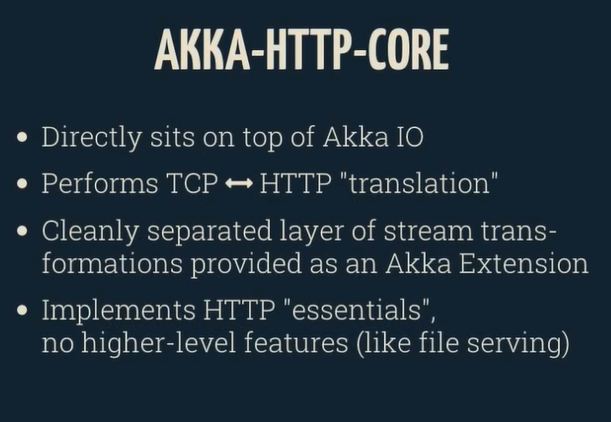 AKKA-HTTP-CORE
• Directly sits on top of Akka IO
• Performs TCP ↔ HTTP "translation"
• Cleanly separated layer of stream trans-
formations provided as an Akka Extension
• Implements HTTP "essentials",
no higher-level features (like file serving)